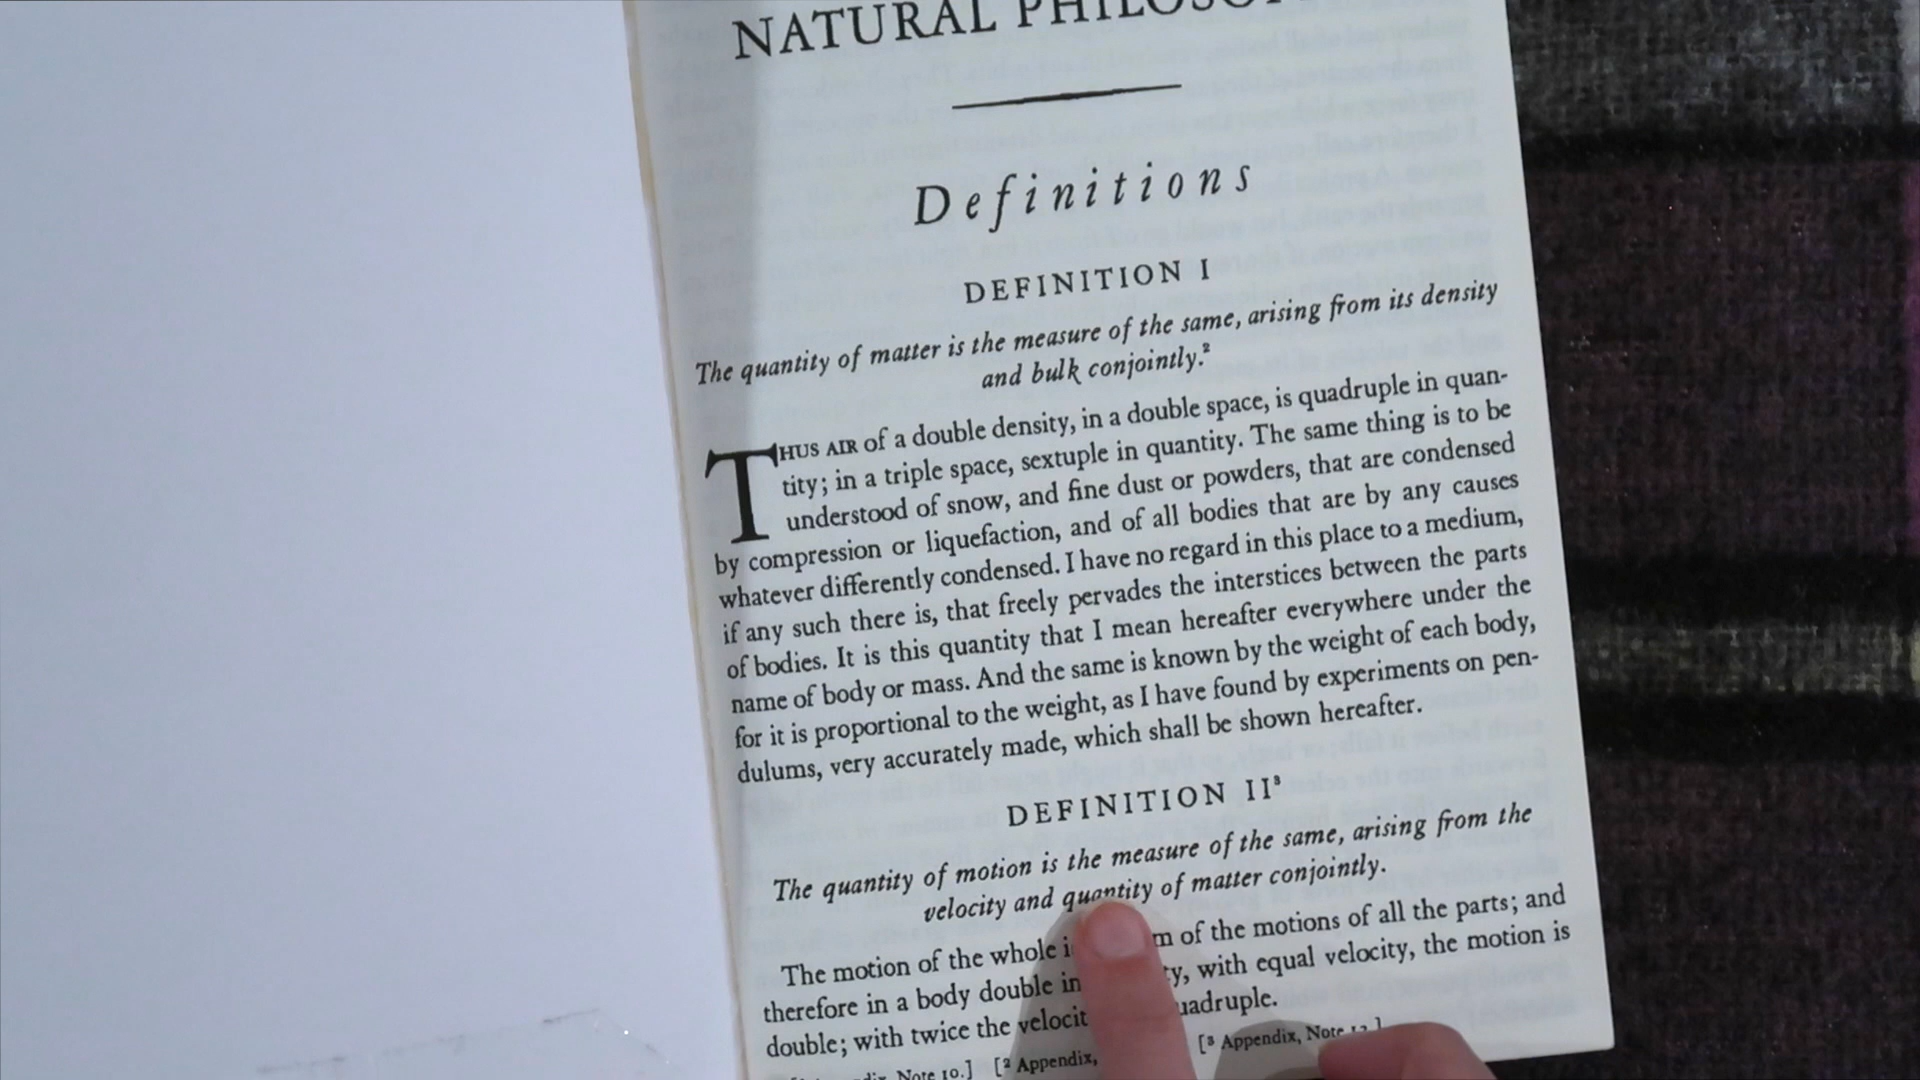 NATURAL PHILOSO
Definitions
DEFINITION I
The quantity of matter is the measure of the same, arising from its density
and bulk conjointly.²
THUS AIR of a double density, in a double space, is quadruple in quan-
tity; in a triple space, sextuple in quantity. The same thing is to be
understood of snow, and fine dust or powders, that are condensed
by compression or liquefaction, and of all bodies that are by any causes
whatever differently condensed. I have no regard in this place to a medium,
if any such there is, that freely pervades the interstices between the parts
of bodies. It is this quantity that I mean hereafter everywhere under the
name of body or mass. And the same is known by the weight of each body,
for it is proportional to the weight, as I have found by experiments on pen-
dulums, very accurately made, which shall be shown hereafter.
DEFINITION II³
The quantity of motion is the measure of the same, arising from the
velocity and quantity of matter conjointly.
The motion of the whole of the motions of all the parts; and
therefore in a body double in with equal velocity, the motion is
double; with twice the
Note 10.] [² Appendix, [³ Appendix, Note